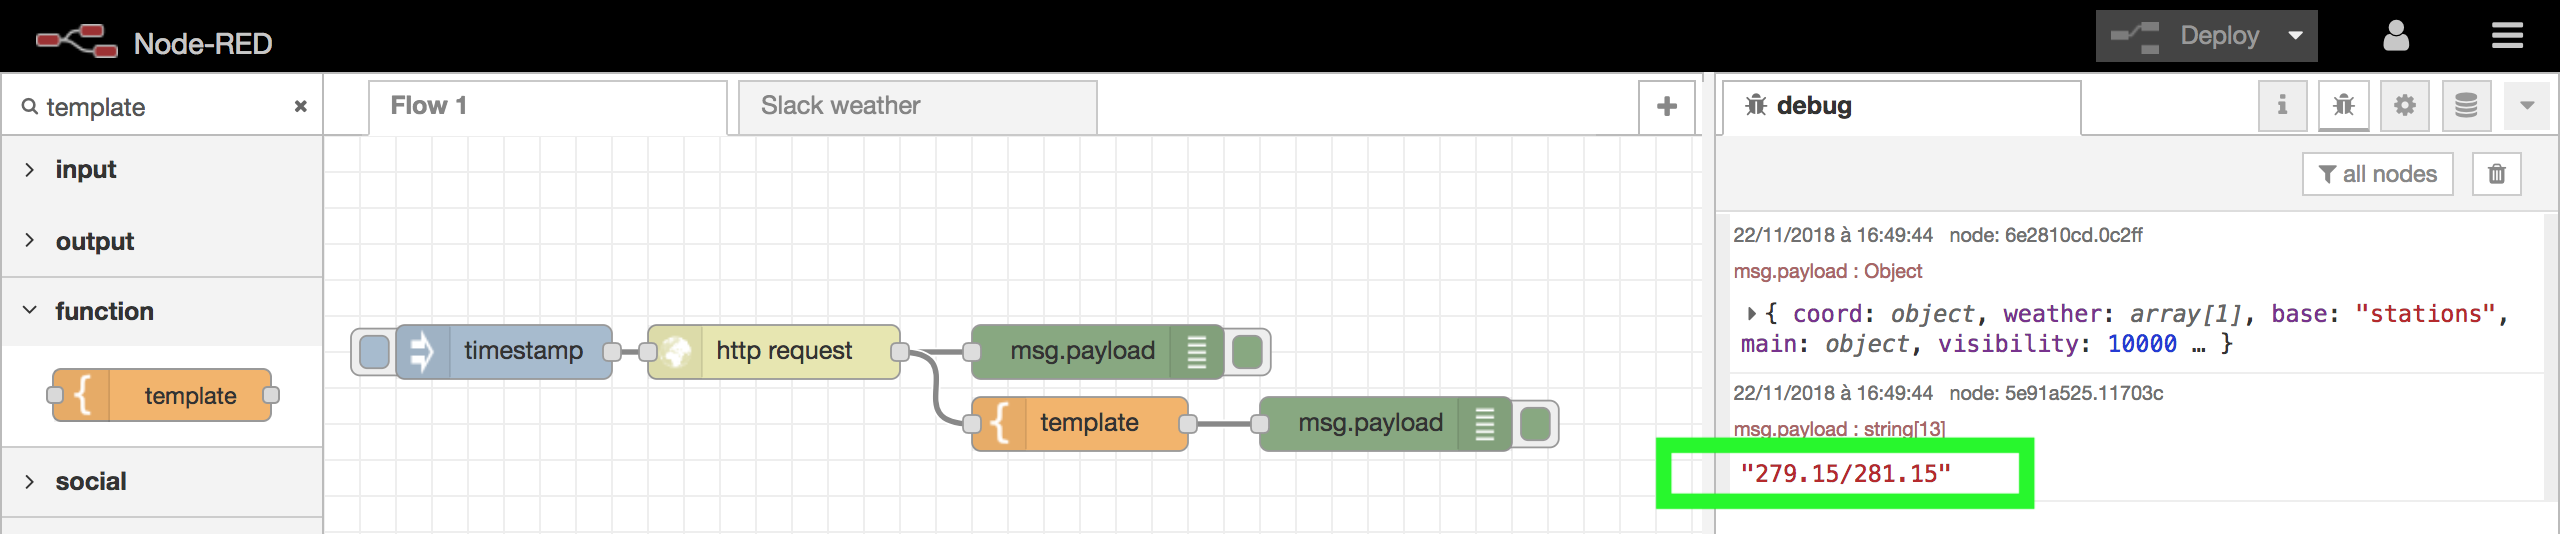 Node-RED
Deploy
template
Flow 1
Slack weather
debug
input
output
function
template
social
timestamp
http request
msg.payload
template
msg.payload
all nodes
22/11/2018 à 16:49:44 node: 6e2810cd.0c2ff
msg.payload : Object
{ coord: object, weather: array[1], base: "stations",
main: object, visibility: 10000 … }
22/11/2018 à 16:49:44 node: 5e91a525.11703c
msg.payload : string[13]
"279.15/281.15"